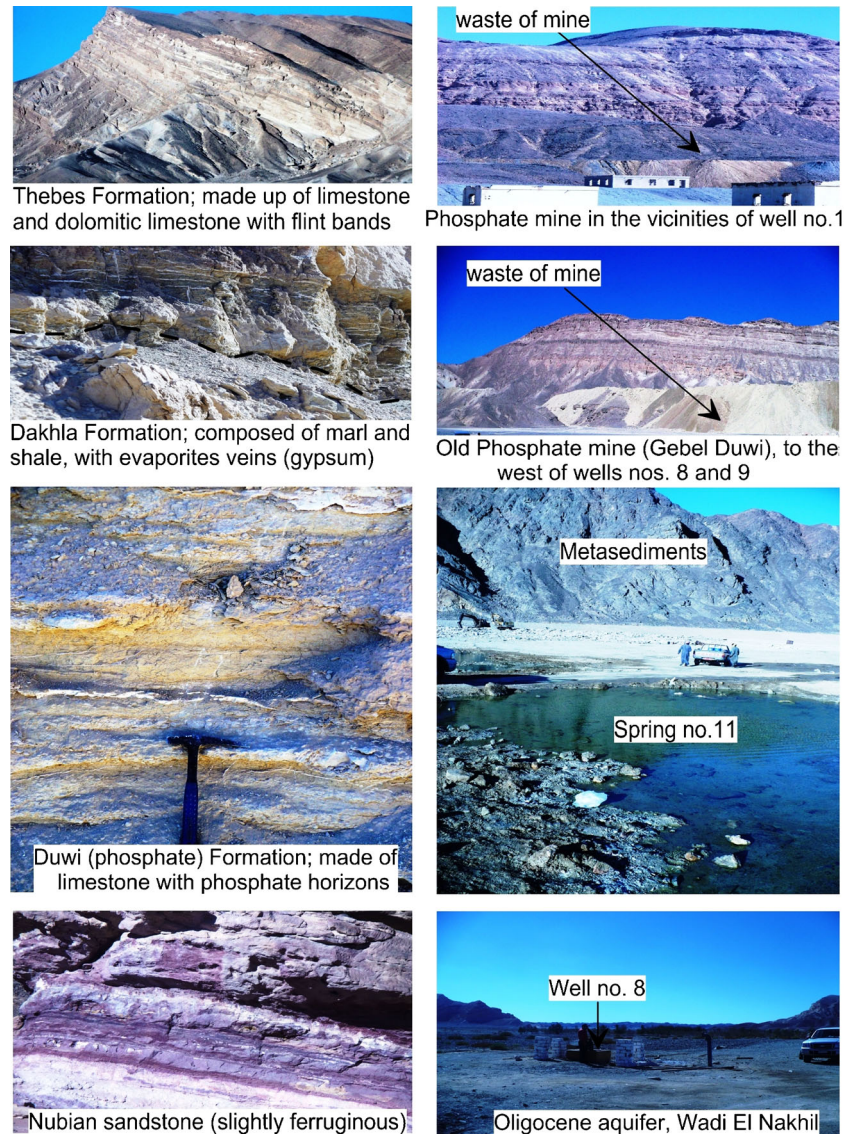 Thebes Formation; made up of limestone
and dolomitic limestone with flint bands
Dakhla Formation; composed of marl and
shale, with evaporites veins (gypsum)
Duwi (phosphate) Formation; made of
limestone with phosphate horizons
Nubian sandstone (slightly ferruginous)
waste of mine
Phosphate mine in the vicinities of well no.1
waste of mine
Old Phosphate mine (Gebel Duwi), to the
west of wells nos. 8 and 9
Metasediments
Spring no.11
Well no. 8
Oligocene aquifer, Wadi El Nakhil